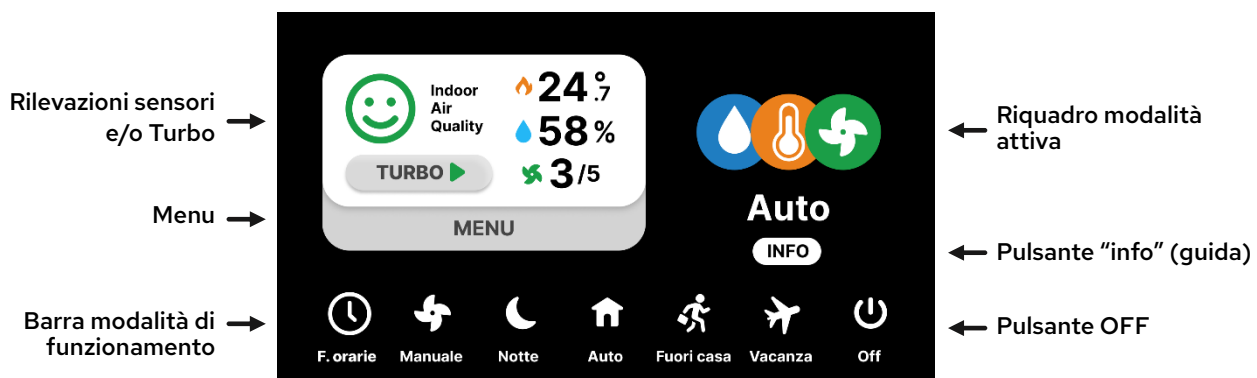 Rilevazioni sensori
e/o Turbo
Menu
Barra modalità di
funzionamento
Indoor
Air
Quality
24°.7
58%
3/5
TURBO
MENU
Auto
INFO
F. orarie
Manuale
Notte
Auto
Fuori casa
Vacanza
Off
Riquadro modalità
attiva
Pulsante “info” (guida)
Pulsante OFF